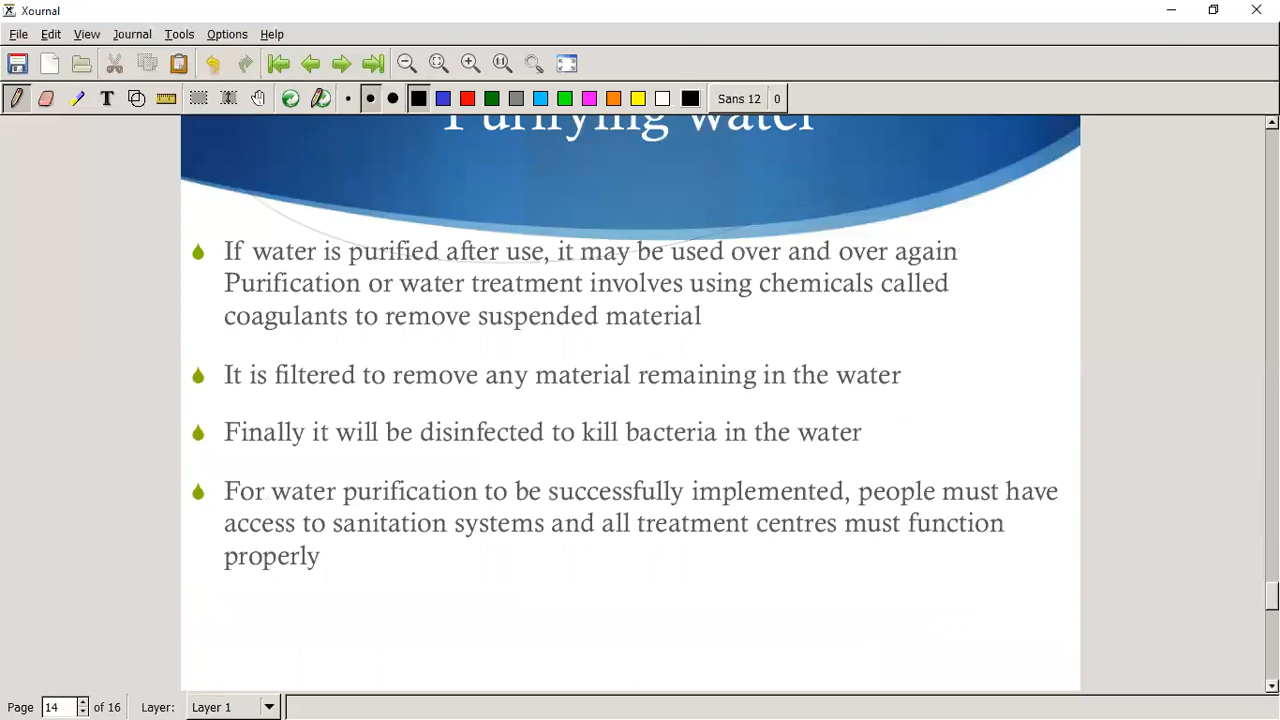 Xournal
File Edit View Journal Tools Options Help
T Sans 12 0
Purifying water
If water is purified after use, it may be used over and over again
Purification or water treatment involves using chemicals called
coagulants to remove suspended material
It is filtered to remove any material remaining in the water
Finally it will be disinfected to kill bacteria in the water
For water purification to be successfully implemented, people must have
access to sanitation systems and all treatment centres must function
properly
Page 14 of 16 Layer: Layer 1